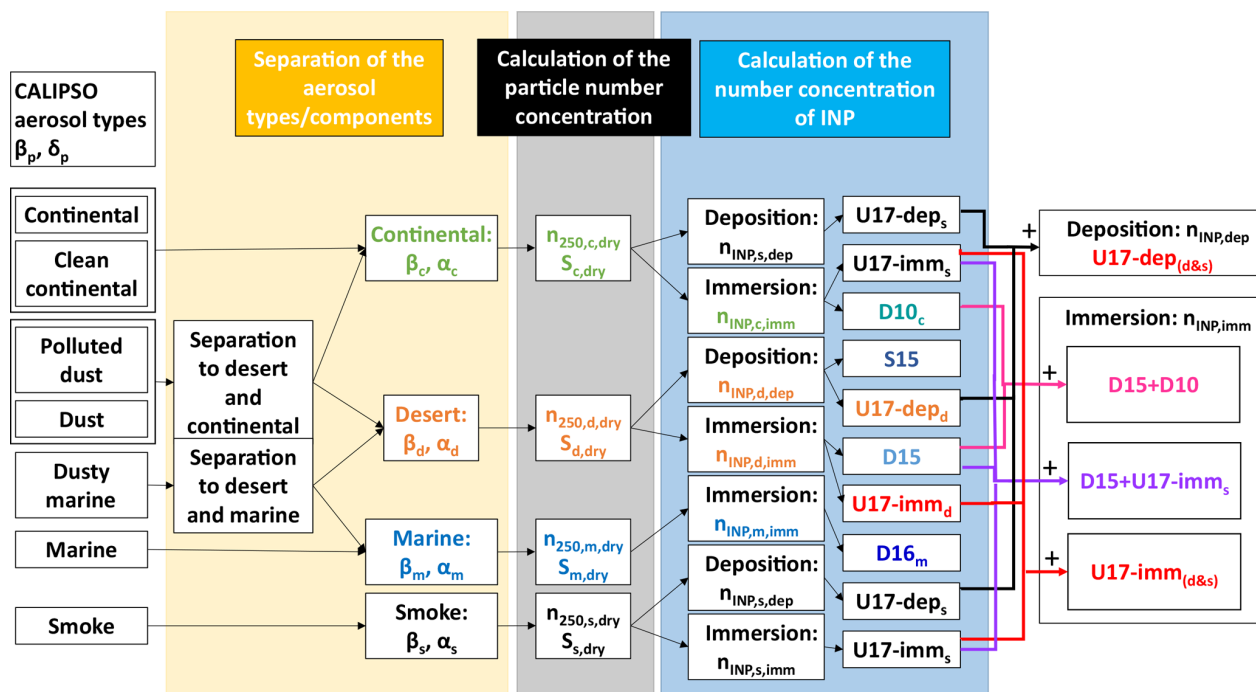 CALIPSO
aerosol types
βp, δp
Separation of the
aerosol
types/components
Calculation of the
particle number
concentration
Calculation of the
number concentration
of INP
Continental
Clean
continental
Polluted
dust
Dust
Dusty
marine
Marine
Smoke
Separation
to desert
and
continental
Separation
to desert
and marine
Continental:
βc, αc
Desert:
βd, αd
Marine:
βm, αm
Smoke:
βs, αs
n250,c,dry
Sc,dry
n250,d,dry
Sd,dry
n250,m,dry
Sm,dry
n250,s,dry
Ss,dry
Deposition:
nINP,s,dep
Immersion:
nINP,c,imm
Deposition:
nINP,d,dep
Immersion:
nINP,d,imm
Immersion:
nINP,m,imm
Deposition:
nINP,s,dep
Immersion:
nINP,s,imm
U17-deps
U17-imms
D10c
S15
U17-depd
D15
U17-immd
D16m
U17-deps
U17-imms
+
Deposition: nINP,dep
U17-dep(d&s)
Immersion: nINP,imm
+
D15+D10
+
D15+U17-imms
+
U17-imm(d&s)